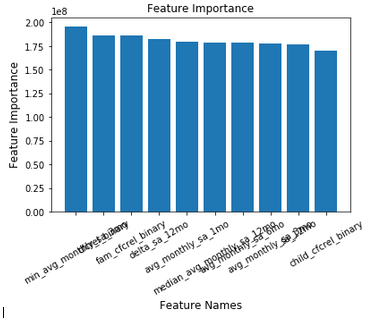 Feature Importance
1e8
2.00
1.75
1.50
1.25
1.00
0.75
0.50
0.25
0.00
Feature Importance
fam_cfcrel_binary
delta_sa_12mo
avg_monthly_sa_1mo
median_avg_monthly_sa_12mo
child_cfcrel_binary
Feature Names